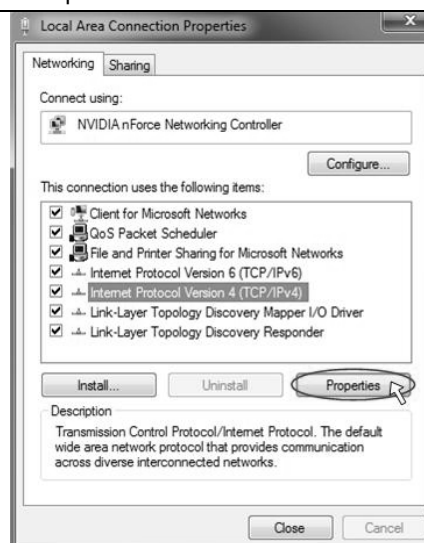 Local Area Connection Properties
Networking Sharing
Connect using:
NVIDIA nForce Networking Controller
Configure...
This connection uses the following items:
Client for Microsoft Networks
QoS Packet Scheduler
File and Printer Sharing for Microsoft Networks
Internet Protocol Version 6 (TCP/IPv6)
Internet Protocol Version 4 (TCP/IPv4)
Link-Layer Topology Discovery Mapper I/O Driver
Link-Layer Topology Discovery Responder
Install... Uninstall Properties
Description
Transmission Control Protocol/Internet Protocol. The default
wide area network protocol that provides communication
across diverse interconnected networks.
Close Cancel